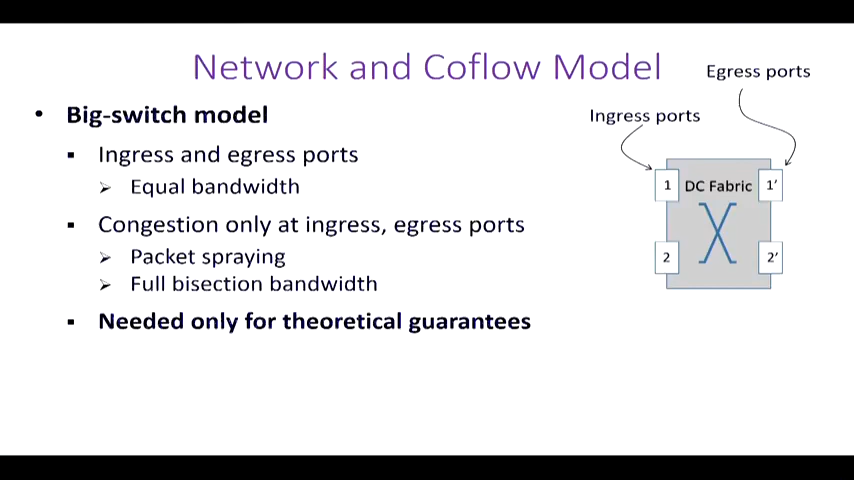 Network and Coflow Model
Egress ports
Ingress ports
• Big-switch model
▪ Ingress and egress ports
➢ Equal bandwidth
▪ Congestion only at ingress, egress ports
➢ Packet spraying
➢ Full bisection bandwidth
▪ Needed only for theoretical guarantees
1 DC Fabric 1'
2 2'